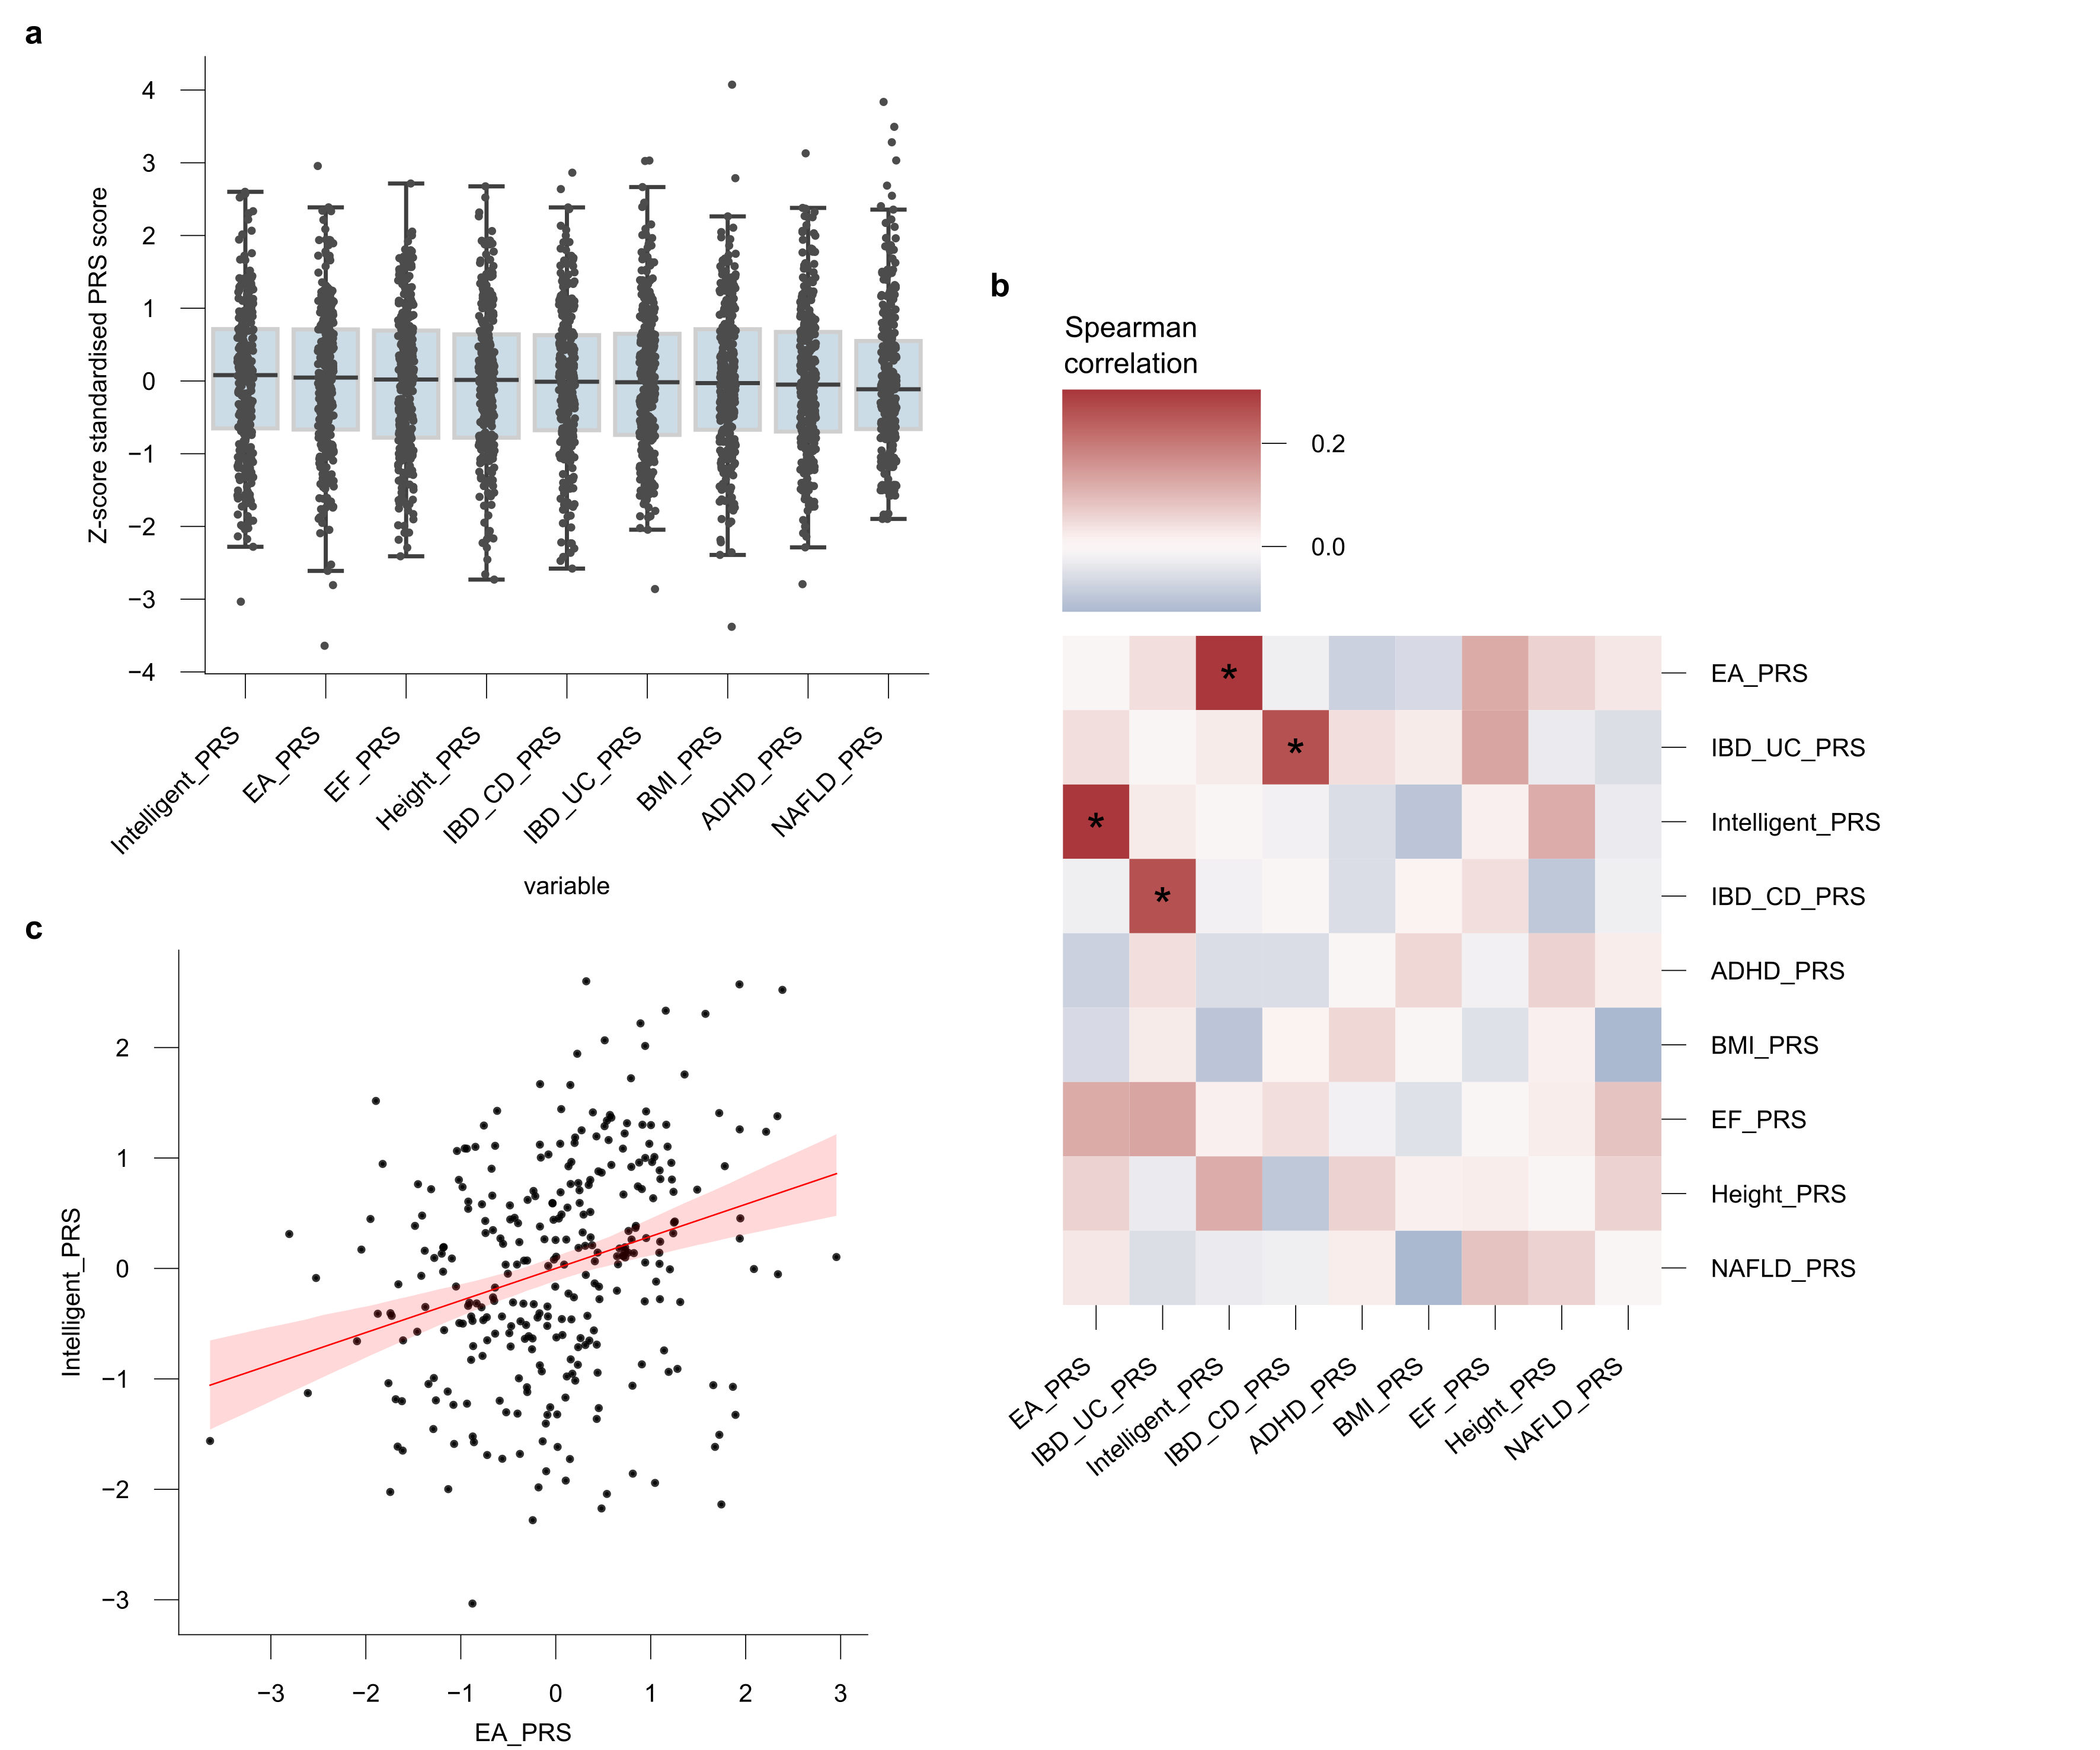 a
4
3
2
1
0
−1
−2
−3
−4
Z-score standardised PRS score
Intelligent_PRS
EA_PRS
EF_PRS
Height_PRS
IBD_CD_PRS
IBD_UC_PRS
BMI_PRS
ADHD_PRS
NAFLD_PRS
variable
b
Spearman
correlation
0.2
0.0
*
*
*
*
EA_PRS
IBD_UC_PRS
Intelligent_PRS
IBD_CD_PRS
ADHD_PRS
BMI_PRS
EF_PRS
Height_PRS
NAFLD_PRS
EA_PRS
IBD_UC_PRS
Intelligent_PRS
IBD_CD_PRS
ADHD_PRS
BMI_PRS
EF_PRS
Height_PRS
NAFLD_PRS
c
2
1
0
−1
−2
−3
Intelligent_PRS
−3
−2
−1
0
1
2
3
EA_PRS